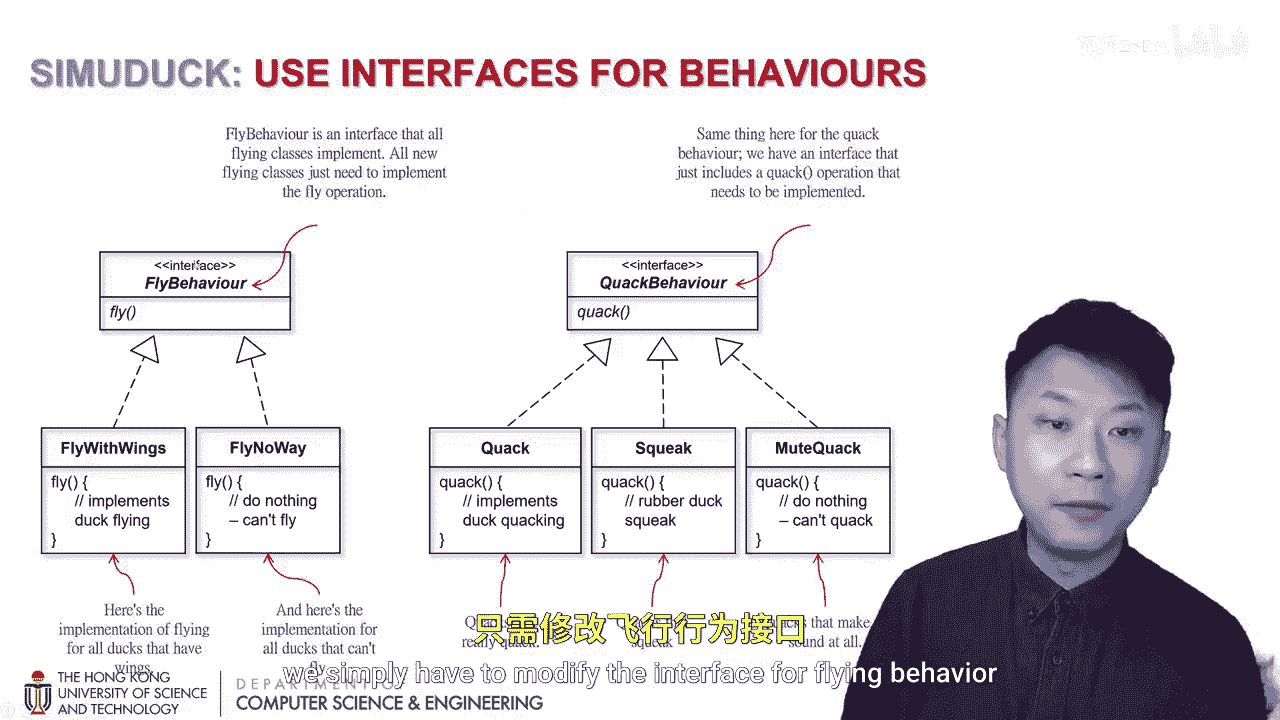 SIMUDUCK: USE INTERFACES FOR BEHAVIOURS
FlyBehaviour is an interface that all
flying classes implement. All new
flying classes just need to implement
the fly operation.
Same thing here for the quack
behaviour; we have an interface that
just includes a quack() operation that
needs to be implemented.
<<interface>>
FlyBehaviour
fly()
<<interface>>
QuackBehaviour
quack()
FlyWithWings
fly() {
// implements
duck flying
}
FlyNoWay
fly() {
// do nothing
– can't fly
}
Quack
quack() {
// implements
duck quacking
}
Squeak
quack() {
// rubber duck
squeak
}
MuteQuack
quack() {
// do nothing
– can't quack
}
Here's the
implementation of flying
for all ducks that have
wings.
And here's the
implementation for
all ducks that can't
fly
really quack.
squeak
that make
sound at all.
只需修改飞行行为接口
we simply have to modify the interface for flying behavior
THE HONG KONG
UNIVERSITY OF SCIENCE
AND TECHNOLOGY
DEPARTMENT O
COMPUTER SCIENCE & ENGINEERING